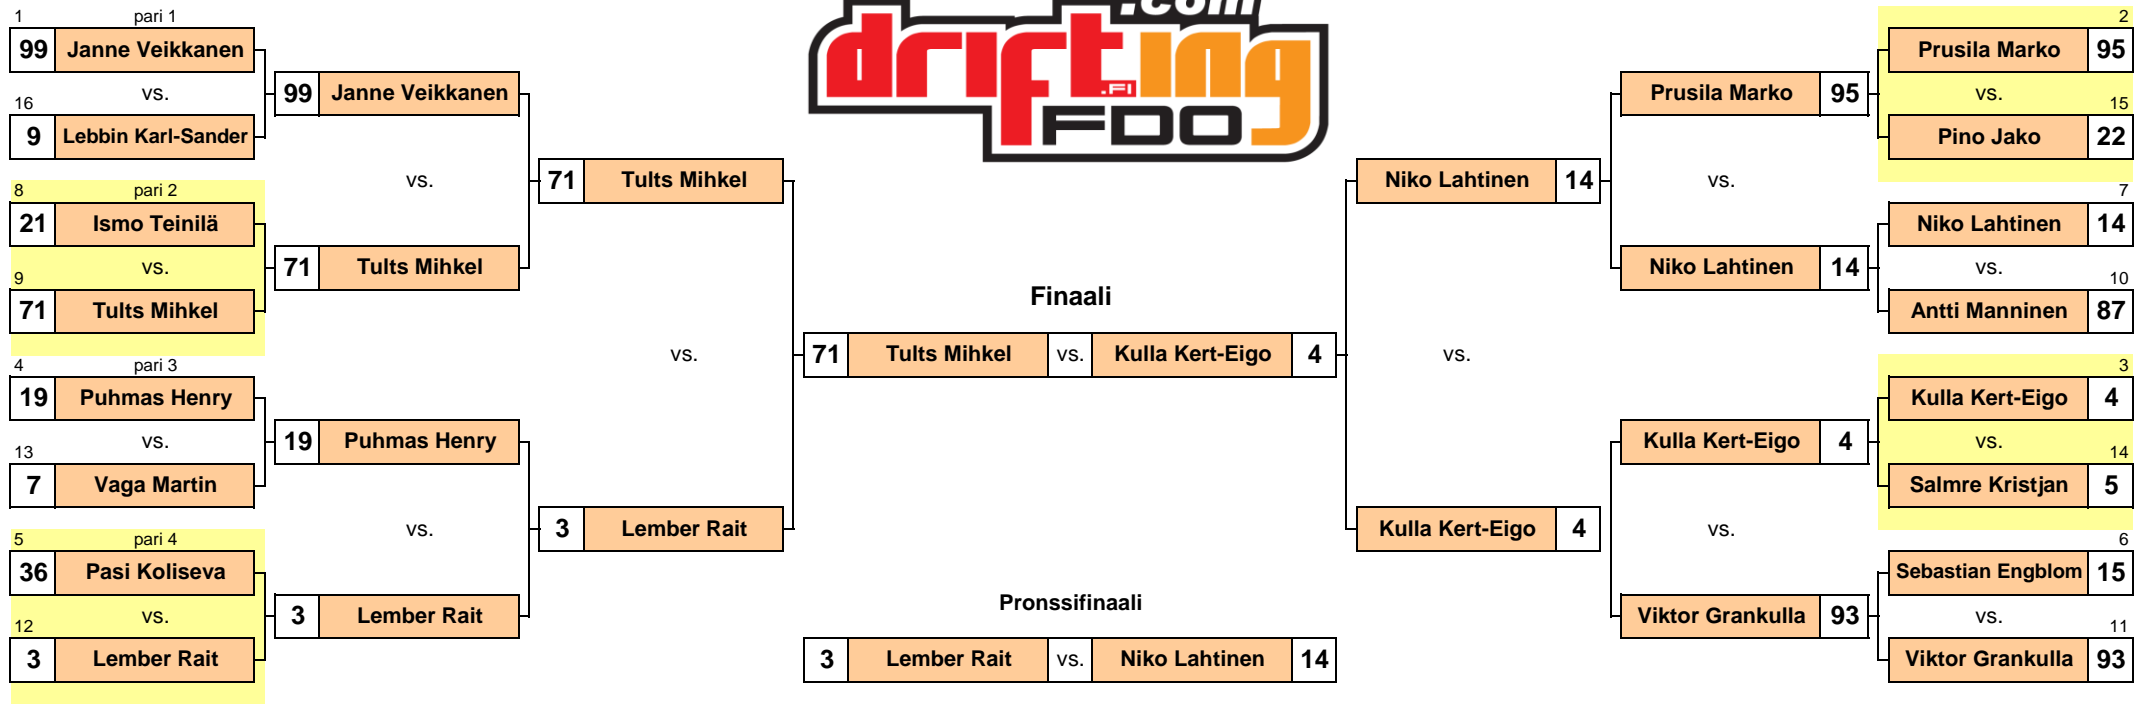 .com
drifting
.FI
FDO
1 pari 1
99 Janne Veikkanen
vs.
16
9 Lebbin Karl-Sander
8 pari 2
21 Ismo Teinilä
vs.
9
71 Tults Mihkel
4 pari 3
19 Puhmas Henry
vs.
13
7 Vaga Martin
5 pari 4
36 Pasi Koliseva
vs.
12
3 Lember Rait
99 Janne Veikkanen
vs.
71 Tults Mihkel
19 Puhmas Henry
vs.
3 Lember Rait
71 Tults Mihkel
vs.
3 Lember Rait
Finaali
71 Tults Mihkel vs. Kulla Kert-Eigo 4
Pronssifinaali
3 Lember Rait vs. Niko Lahtinen 14
Niko Lahtinen 14
vs.
Kulla Kert-Eigo 4
Prusila Marko 95
vs.
Niko Lahtinen 14
Kulla Kert-Eigo 4
vs.
Viktor Grankulla 93
2
Prusila Marko 95
vs.
15
Pino Jako 22
7
Niko Lahtinen 14
vs.
10
Antti Manninen 87
3
Kulla Kert-Eigo 4
vs.
14
Salmre Kristjan 5
6
Sebastian Engblom 15
vs.
11
Viktor Grankulla 93